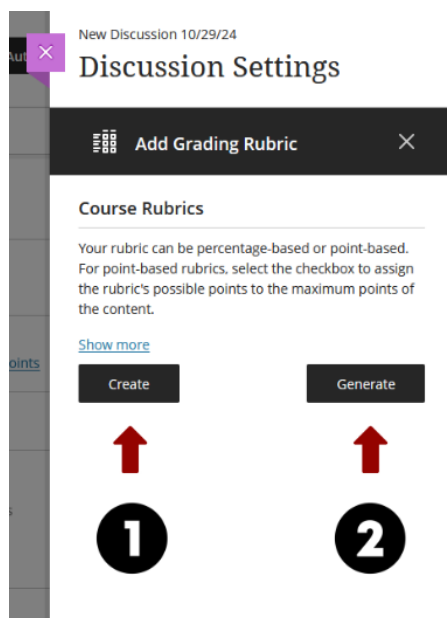 New Discussion 10/29/24
Discussion Settings
Aut
Add Grading Rubric
Course Rubrics
Your rubric can be percentage-based or point-based.
For point-based rubrics, select the checkbox to assign
the rubric's possible points to the maximum points of
the content.
Show more
oints
Create
Generate
1
2
s